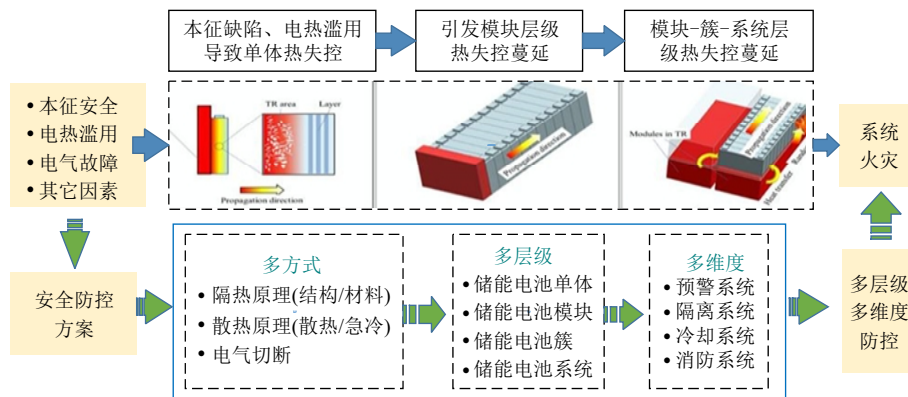 本征缺陷、电热滥用
导致单体热失控
引发模块层级
热失控蔓延
模块-簇-系统层
级热失控蔓延
• 本征安全
• 电热滥用
• 电气故障
• 其它因素
TR area
Layer
Propagation direction
Propagation direction
Modules in TR
Propagation direction
Heat transfer
系统
火灾
安全防控
方案
多方式
• 隔热原理(结构/材料)
• 散热原理(散热/急冷)
• 电气切断
多层级
• 储能电池单体
• 储能电池模块
• 储能电池簇
• 储能电池系统
多维度
• 预警系统
• 隔离系统
• 冷却系统
• 消防系统
多层级
多维度
防控